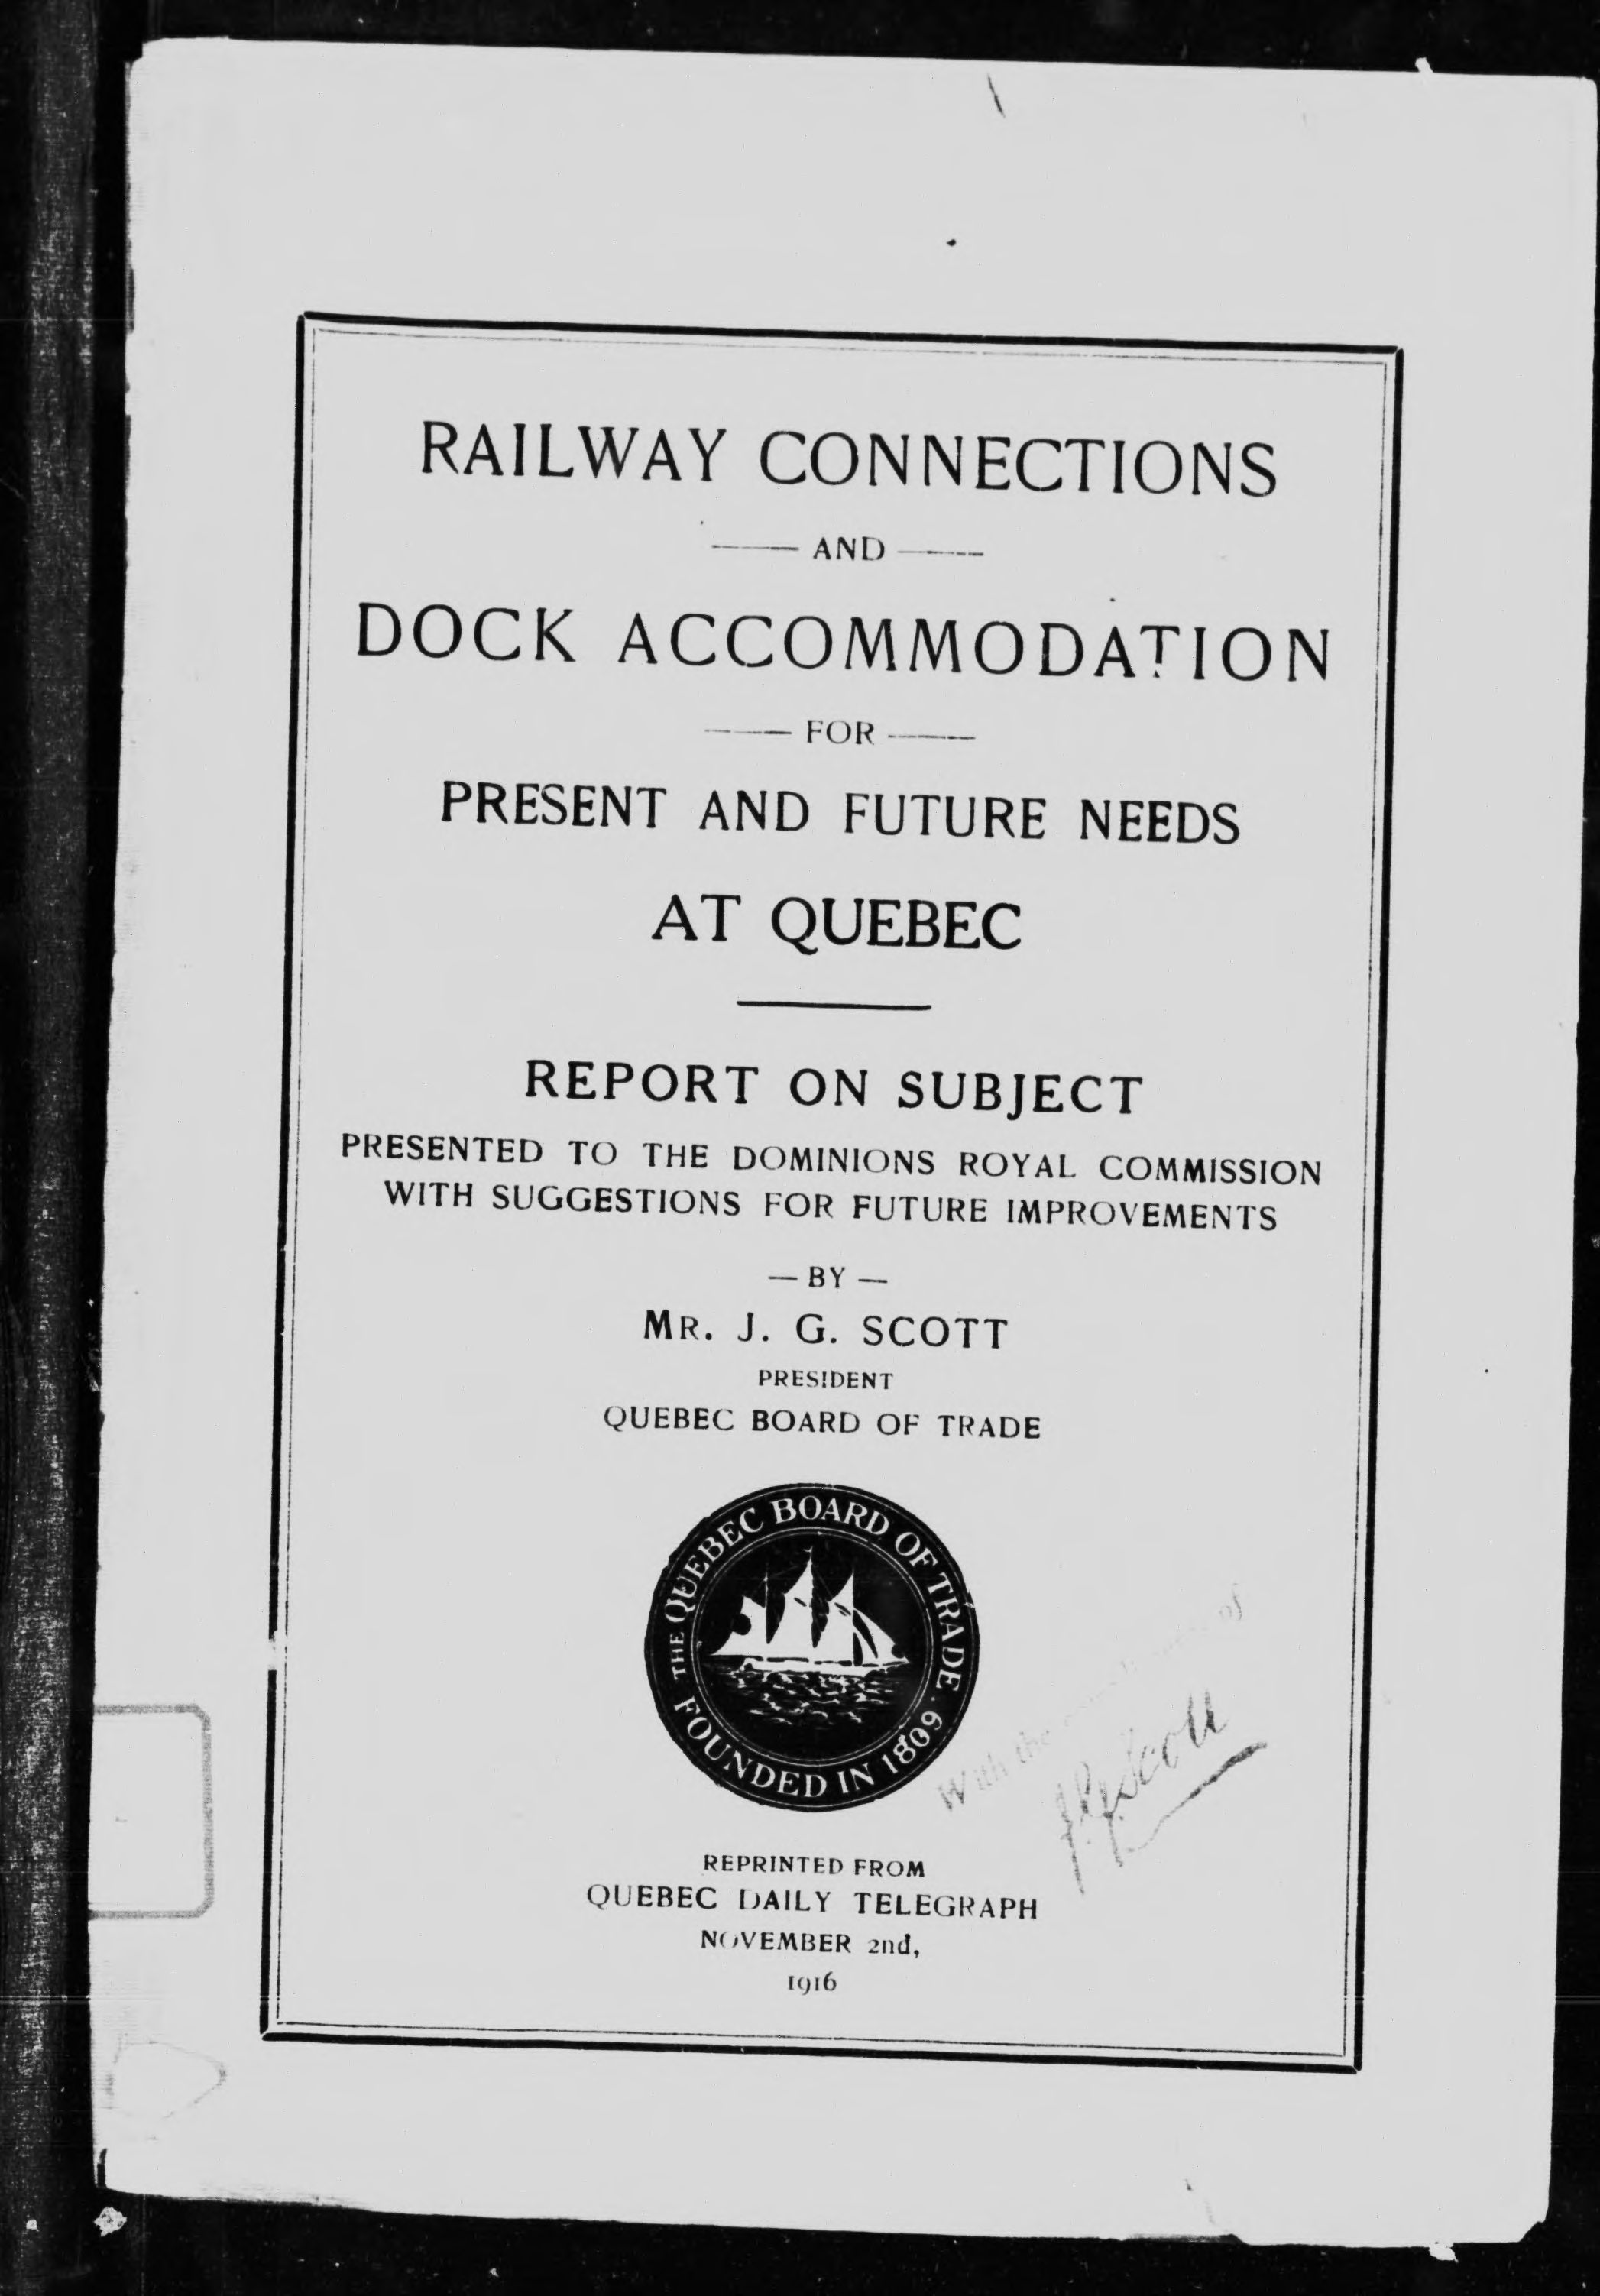 RAILWAY CONNECTIONS
— AND —
DOCK ACCOMMODATION
— FOR —
PRESENT AND FUTURE NEEDS
AT QUEBEC
REPORT ON SUBJECT
PRESENTED TO THE DOMINIONS ROYAL COMMISSION
WITH SUGGESTIONS FOR FUTURE IMPROVEMENTS
— BY —
MR. J. G. SCOTT
PRESIDENT
QUEBEC BOARD OF TRADE
THE QUEBEC BOARD OF TRADE.
FOUNDED IN 1809
With the of
J. G. Scott
REPRINTED FROM
QUEBEC DAILY TELEGRAPH
NOVEMBER 2nd,
1916